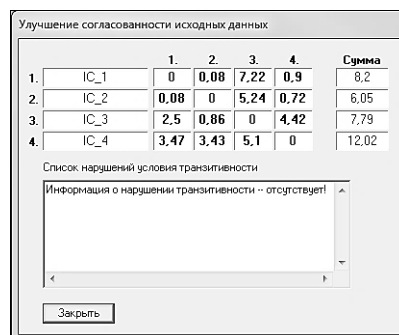 Улучшение согласованности исходных данных
1. 2. 3. 4. Сумма
1. IC_1 0 0,08 7,22 0,9 8,2
2. IC_2 0,08 0 5,24 0,72 6,05
3. IC_3 2,5 0,86 0 4,42 7,79
4. IC_4 3,47 3,43 5,1 0 12,02
Список нарушений условия транзитивности
Информация о нарушении транзитивности -- отсутствует!
Закрыть